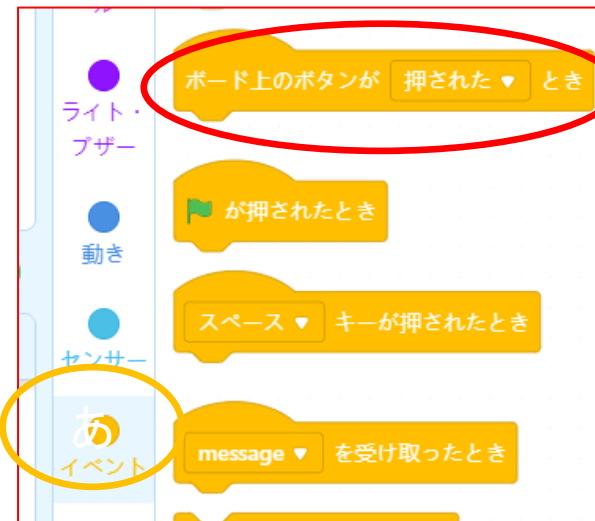 ル
ライト・
ブザー
動き
センサー
あ
イベント
ボード上のボタンが 押された▼ とき
が押されたとき
スペース▼ キーが押されたとき
message▼ を受け取ったとき